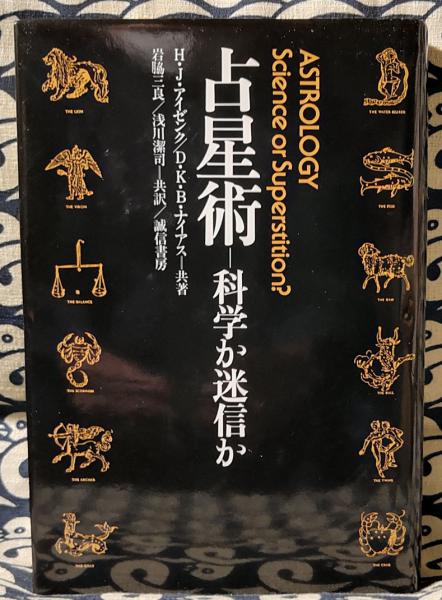 ASTROLOGY
Science or Superstition?
占星術—科学か迷信か
H・J・アイゼンク/D・K・B・ナイアス—共著
岩脇三良/浅川潔司—共訳/誠信書房
THE LION
THE VIRGIN
THE BALANCE
THE SCORPION
THE ARCHER
THE GOAT
THE WATER BEARER
THE FISH
THE RAM
THE BULL
THE TWINS
THE CRAB